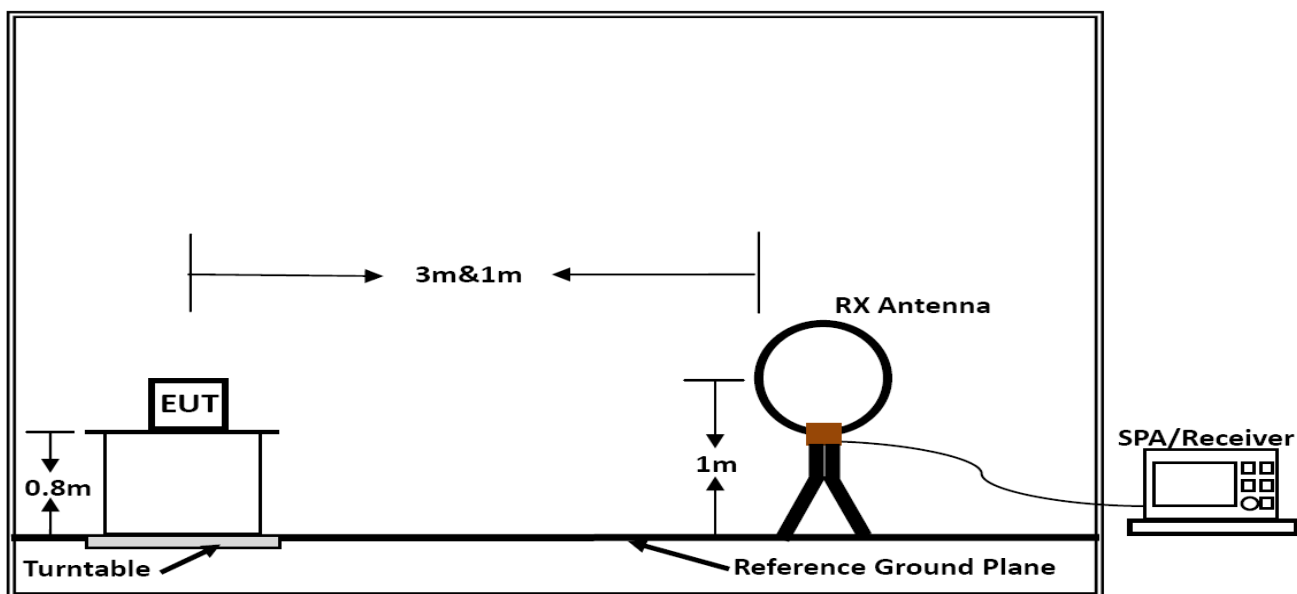 3m&1m
RX Antenna
EUT
SPA/Receiver
1m
0.8m
Turntable
Reference Ground Plane